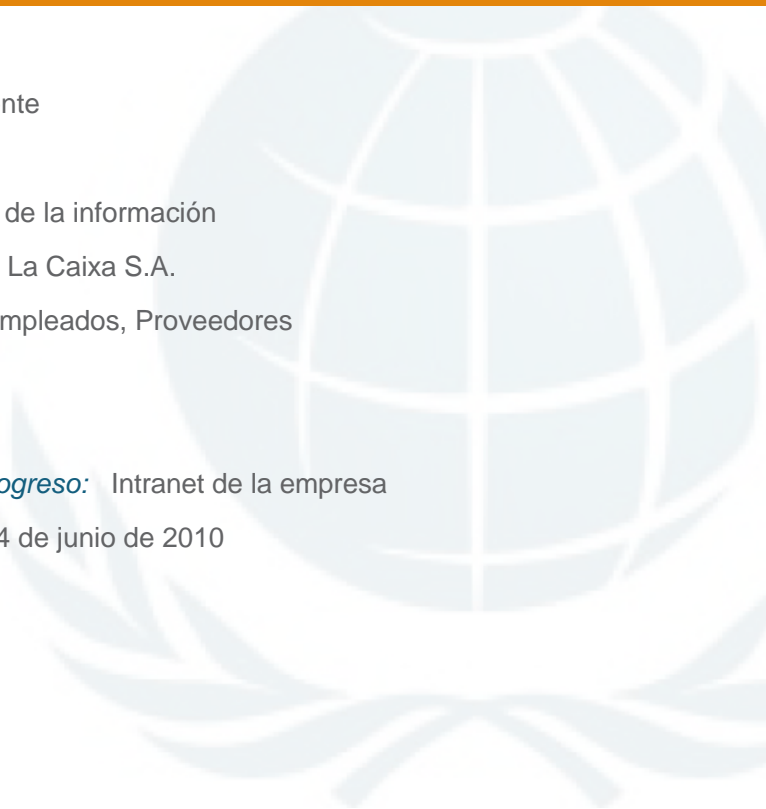 nte
de la información
La Caixa S.A.
mpleados, Proveedores
ogreso: Intranet de la empresa
4 de junio de 2010